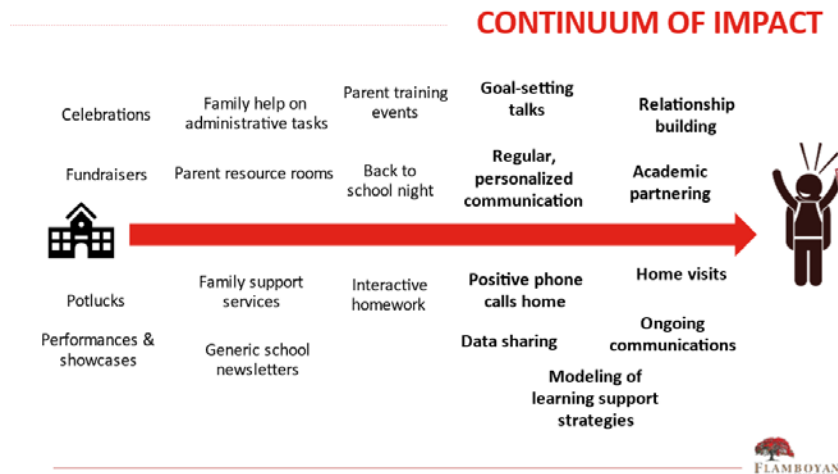 CONTINUUM OF IMPACT
Celebrations
Family help on
administrative tasks
Parent training
events
Goal-setting
talks
Relationship
building
Fundraisers
Parent resource rooms
Back to
school night
Regular,
personalized
communication
Academic
partnering
Potlucks
Family support
services
Interactive
homework
Positive phone
calls home
Home visits
Performances &
showcases
Generic school
newsletters
Data sharing
Ongoing
communications
Modeling of
learning support
strategies
FLAMBOYAN